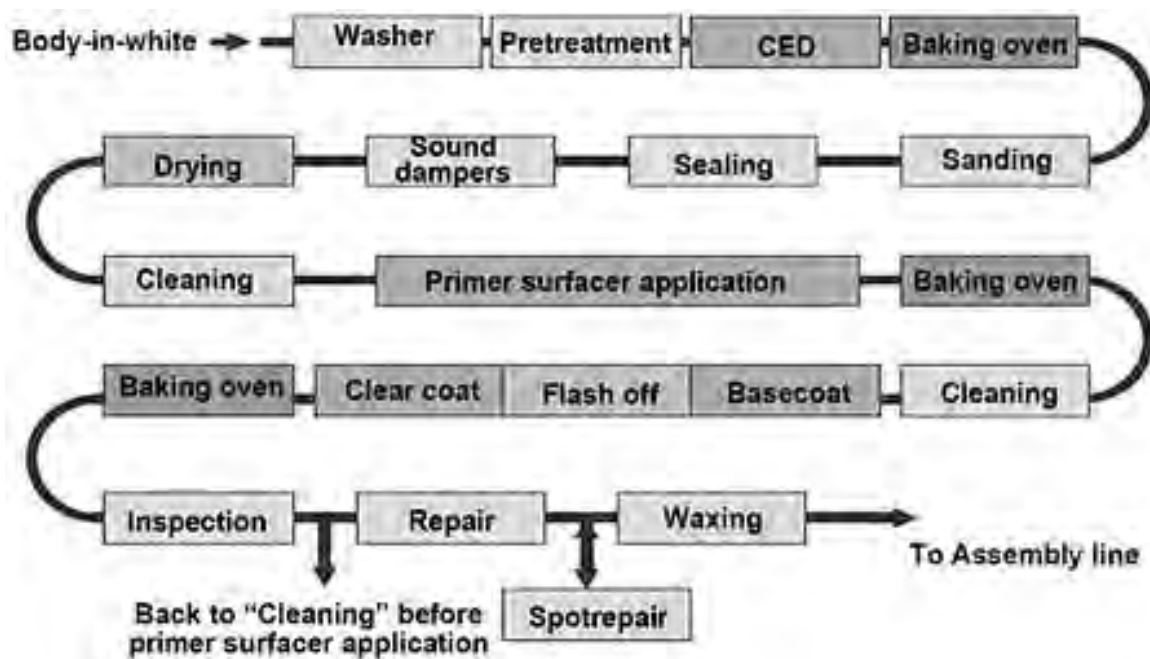 Body-in-white
Washer
Pretreatment
CED
Baking oven
Drying
Sound
dampers
Sealing
Sanding
Cleaning
Primer surfacer application
Baking oven
Baking oven
Clear coat
Flash off
Basecoat
Cleaning
Inspection
Repair
Waxing
To Assembly line
Back to “Cleaning” before
primer surfacer application
Spotrepair